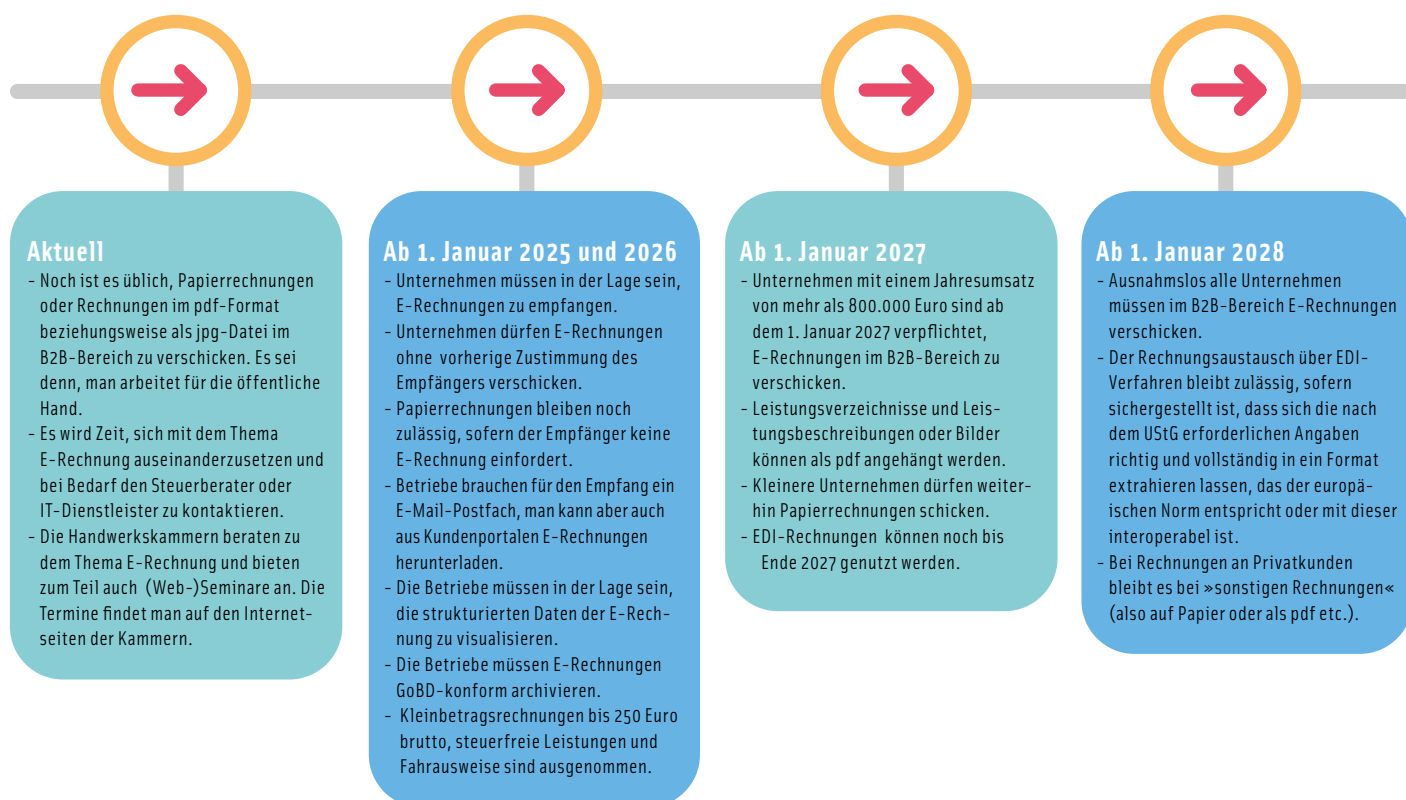 Aktuell
- Noch ist es üblich, Papierrechnungen
oder Rechnungen im pdf-Format
beziehungsweise als jpg-Datei im
B2B-Bereich zu verschicken. Es sei
denn, man arbeitet für die öffentliche
Hand.
- Es wird Zeit, sich mit dem Thema
E-Rechnung auseinanderzusetzen und
bei Bedarf den Steuerberater oder
IT-Dienstleister zu kontaktieren.
- Die Handwerkskammern beraten zu
dem Thema E-Rechnung und bieten
zum Teil auch (Web-)Seminare an. Die
Termine findet man auf den Internet-
seiten der Kammern.
Ab 1. Januar 2025 und 2026
- Unternehmen müssen in der Lage sein,
E-Rechnungen zu empfangen.
- Unternehmen dürfen E-Rechnungen
ohne vorherige Zustimmung des
Empfängers verschicken.
- Papierrechnungen bleiben noch
zulässig, sofern der Empfänger keine
E-Rechnung einfordert.
- Betriebe brauchen für den Empfang ein
E-Mail-Postfach, man kann aber auch
aus Kundenportalen E-Rechnungen
herunterladen.
- Die Betriebe müssen in der Lage sein,
die strukturierten Daten der E-Rech-
nung zu visualisieren.
- Die Betriebe müssen E-Rechnungen
GoBD-konform archivieren.
- Kleinbetragsrechnungen bis 250 Euro
brutto, steuerfreie Leistungen und
Fahrausweise sind ausgenommen.
Ab 1. Januar 2027
- Unternehmen mit einem Jahresumsatz
von mehr als 800.000 Euro sind ab
dem 1. Januar 2027 verpflichtet,
E-Rechnungen im B2B-Bereich zu
verschicken.
- Leistungsverzeichnisse und Leis-
tungsbeschreibungen oder Bilder
können als pdf angehängt werden.
- Kleinere Unternehmen dürfen weiter-
hin Papierrechnungen schicken.
- EDI-Rechnungen können noch bis
Ende 2027 genutzt werden.
Ab 1. Januar 2028
- Ausnahmslos alle Unternehmen
müssen im B2B-Bereich E-Rechnungen
verschicken.
- Der Rechnungsaustausch über EDI-
Verfahren bleibt zulässig, sofern
sichergestellt ist, dass sich die nach
dem UStG erforderlichen Angaben
richtig und vollständig in ein Format
extrahieren lassen, das der europä-
ischen Norm entspricht oder mit dieser
interoperabel ist.
- Bei Rechnungen an Privatkunden
bleibt es bei »sonstigen Rechnungen«
(also auf Papier oder als pdf etc.).